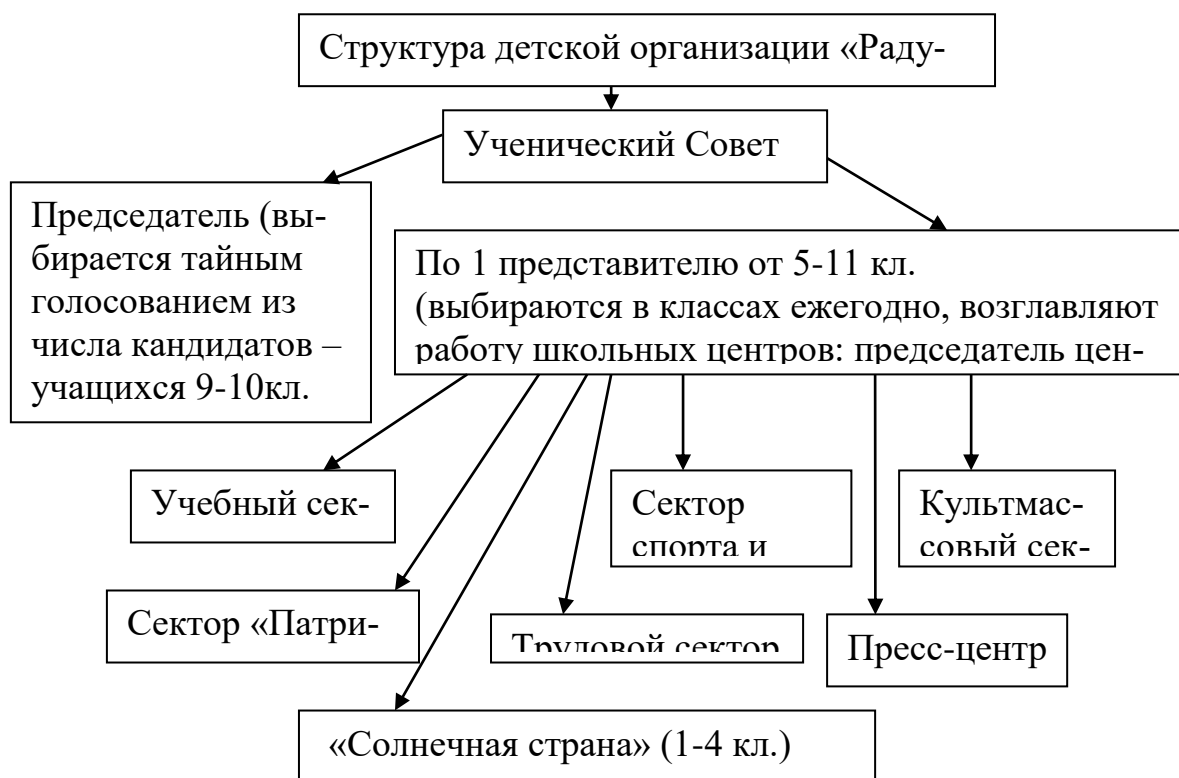 Структура детской организации «Раду-
Ученический Совет
Председатель (вы-
бирается тайным
голосованием из
числа кандидатов –
учащихся 9-10кл.
По 1 представителю от 5-11 кл.
(выбираются в классах ежегодно, возглавляют
работу школьных центров: председатель цен-
Учебный сек-
Сектор
спорта и
Культмас-
совый сек-
Сектор «Патри-
Трудовой сектор
Пресс-центр
«Солнечная страна» (1-4 кл.)